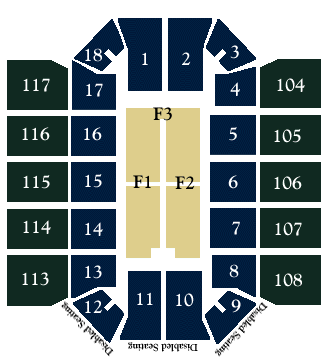 18 1 2 3
117 17 4 104
F3
116 16 5 105
115 15 F1 F2 6 106
114 14 7 107
113 13 8 108
12 11 10 9
Disabled Seating
Disabled Seating
Disabled Seating